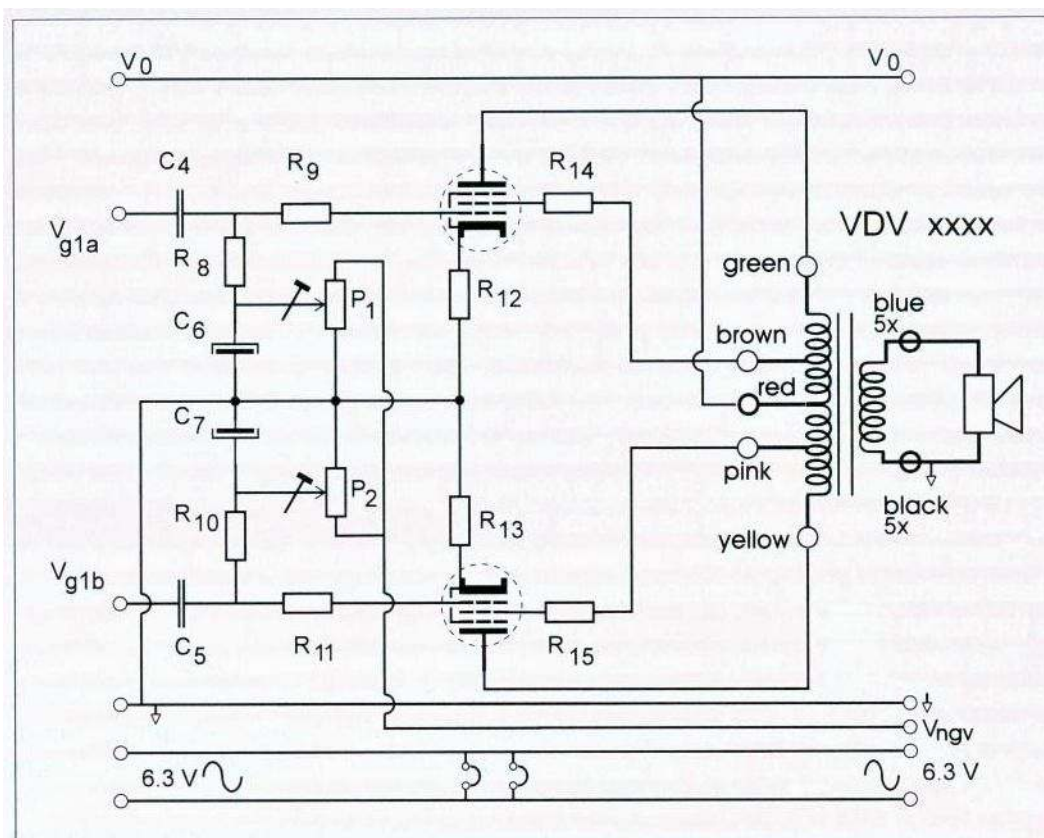 V0 V0
C4 R9 R14
Vg1a
R8 P1 R12
VDV xxxx
green
blue
5x
C6
brown
red
C7
pink
P2
R10 R13
black
5x
yellow
Vg1b
C5 R11 R15
Vngv
6.3 V 6.3 V